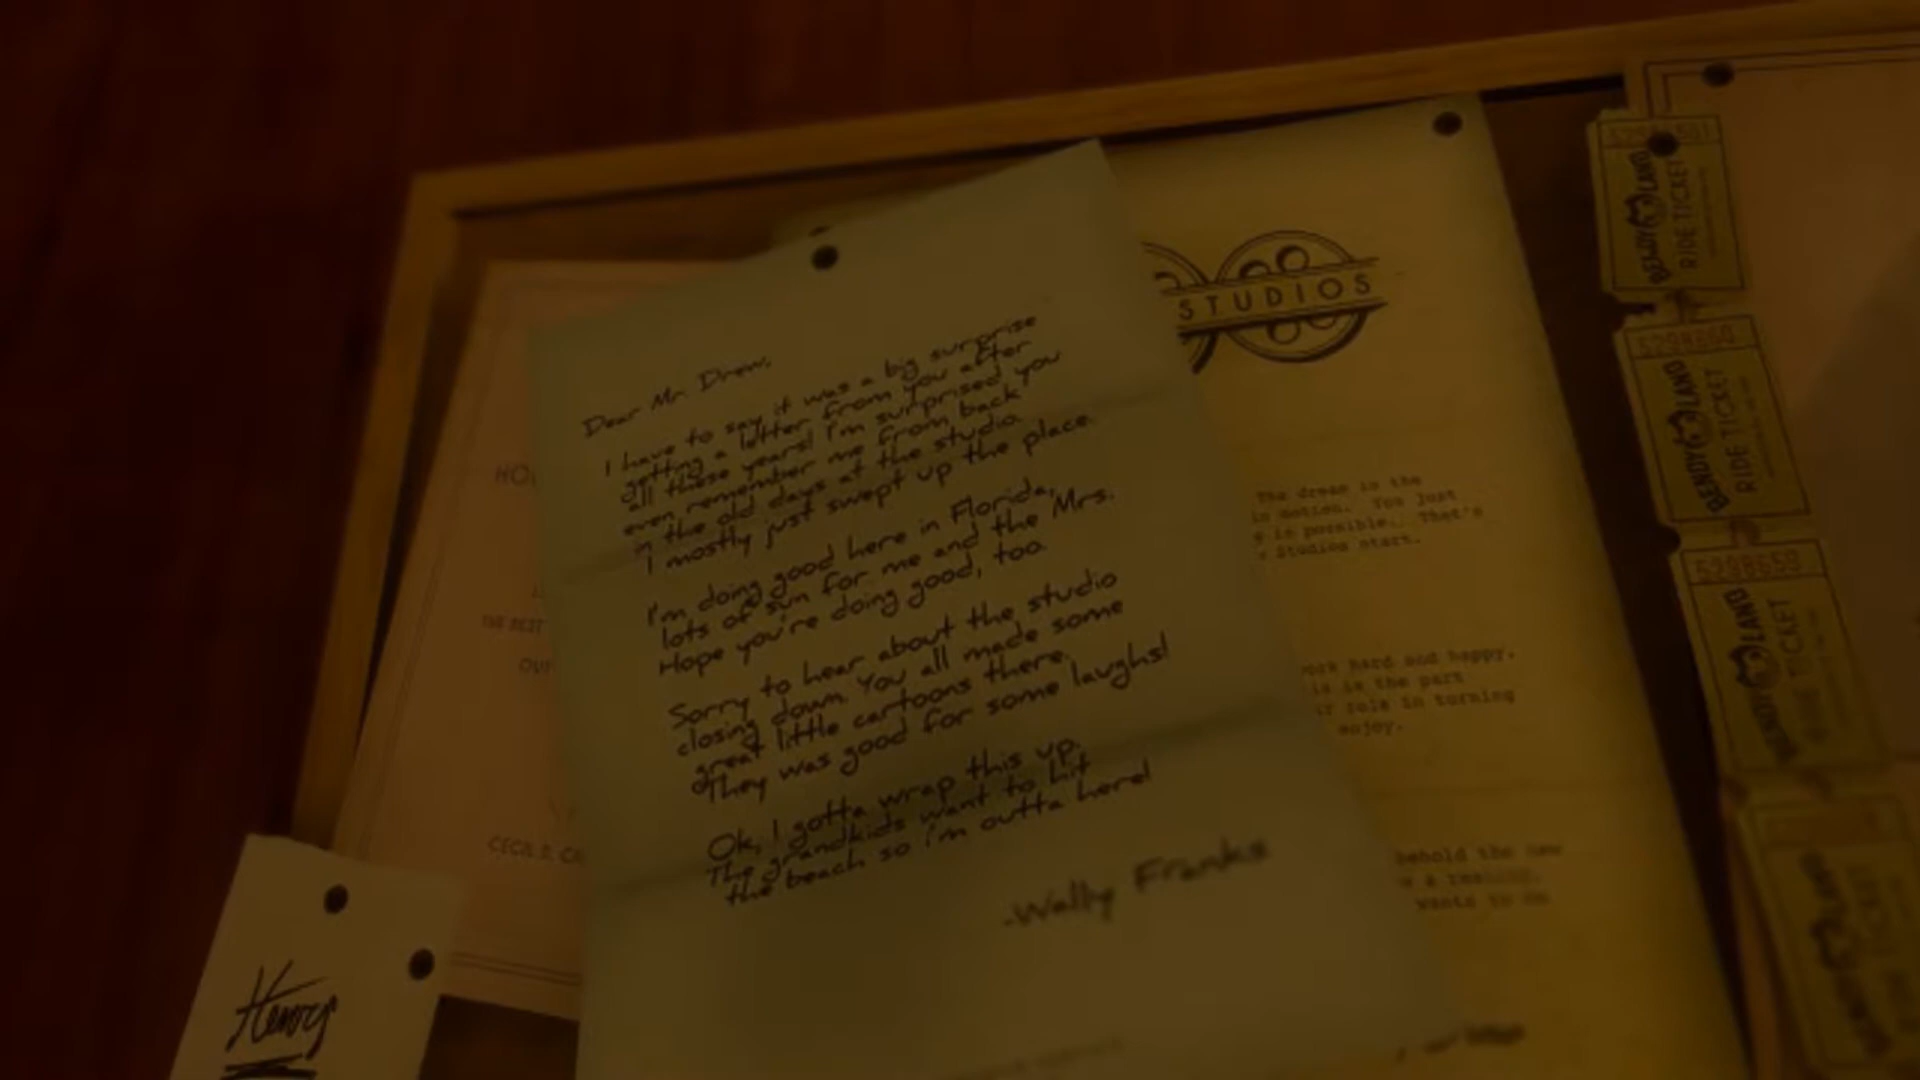 Dear Mr. Drew,
I have to say it was a big surprise
getting a letter from you after
all these years! I'm surprised you
even remember me from back
in the old days at the studio.
I mostly just swept up the place.
I'm doing good here in Florida,
lots of sun for me and the Mrs.
Hope you're doing good, too.
Sorry to hear about the studio
closing down. You all made some
great little cartoons there.
They was good for some laughs!
Ok, I gotta wrap this up.
The grandkids want to hit
the beach so i'm outta here!
-Wally Franks
Henry
THE BEST
CECIL B.
STUDIOS
The dream is the
in motion. You just
is possible. That's
Studios start.
work hard and happy,
is is the part
role in turning
enjoy.
behold the new
wants to
BENDY LAND
RIDE TICKET
5298660
BENDY LAND
RIDE TICKET
5298659
BENDY LAND
RIDE TICKET